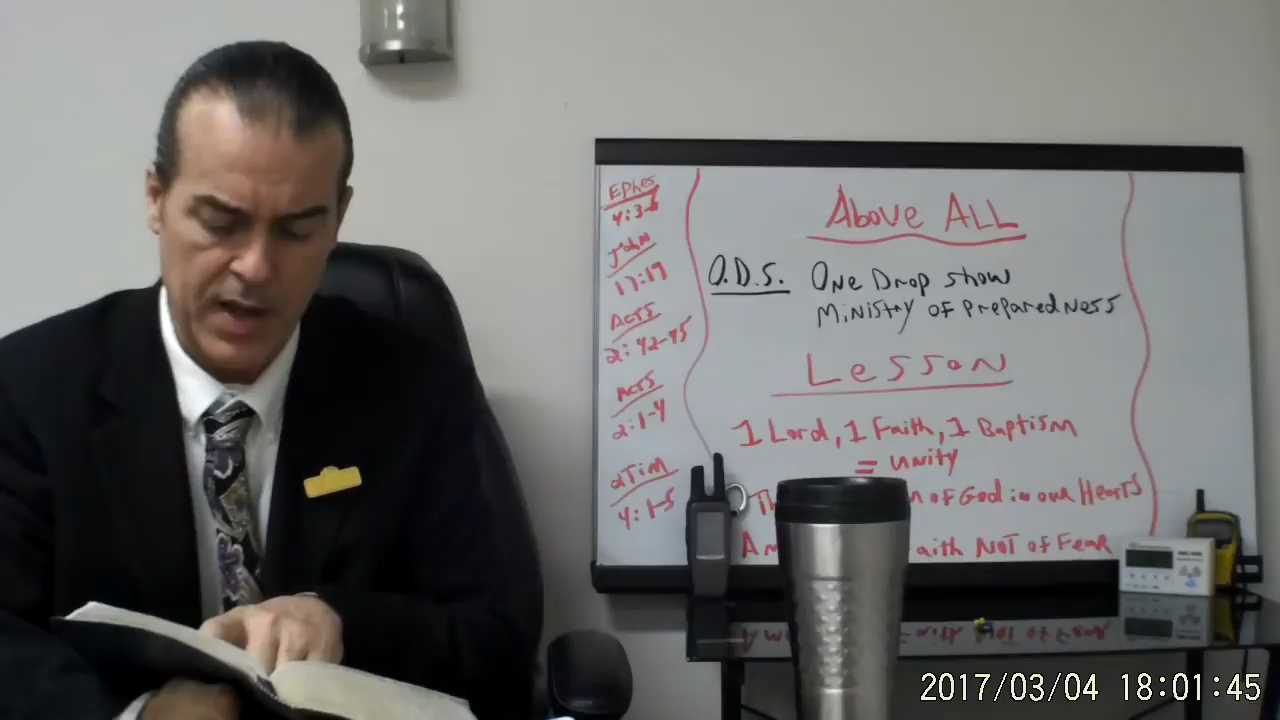 Ephes
4:3-6
John
17:17
Acts
2:42-45
Acts
2:1-4
2Tim
4:1-5
Above ALL
O.D.S. One Drop show
Ministry of PreparedNess
Lesson
1 Lord, 1 Faith, 1 Baptism
= Unity
of God in our Hearts
Faith NOT of Fear
2017/03/04 18:01:45